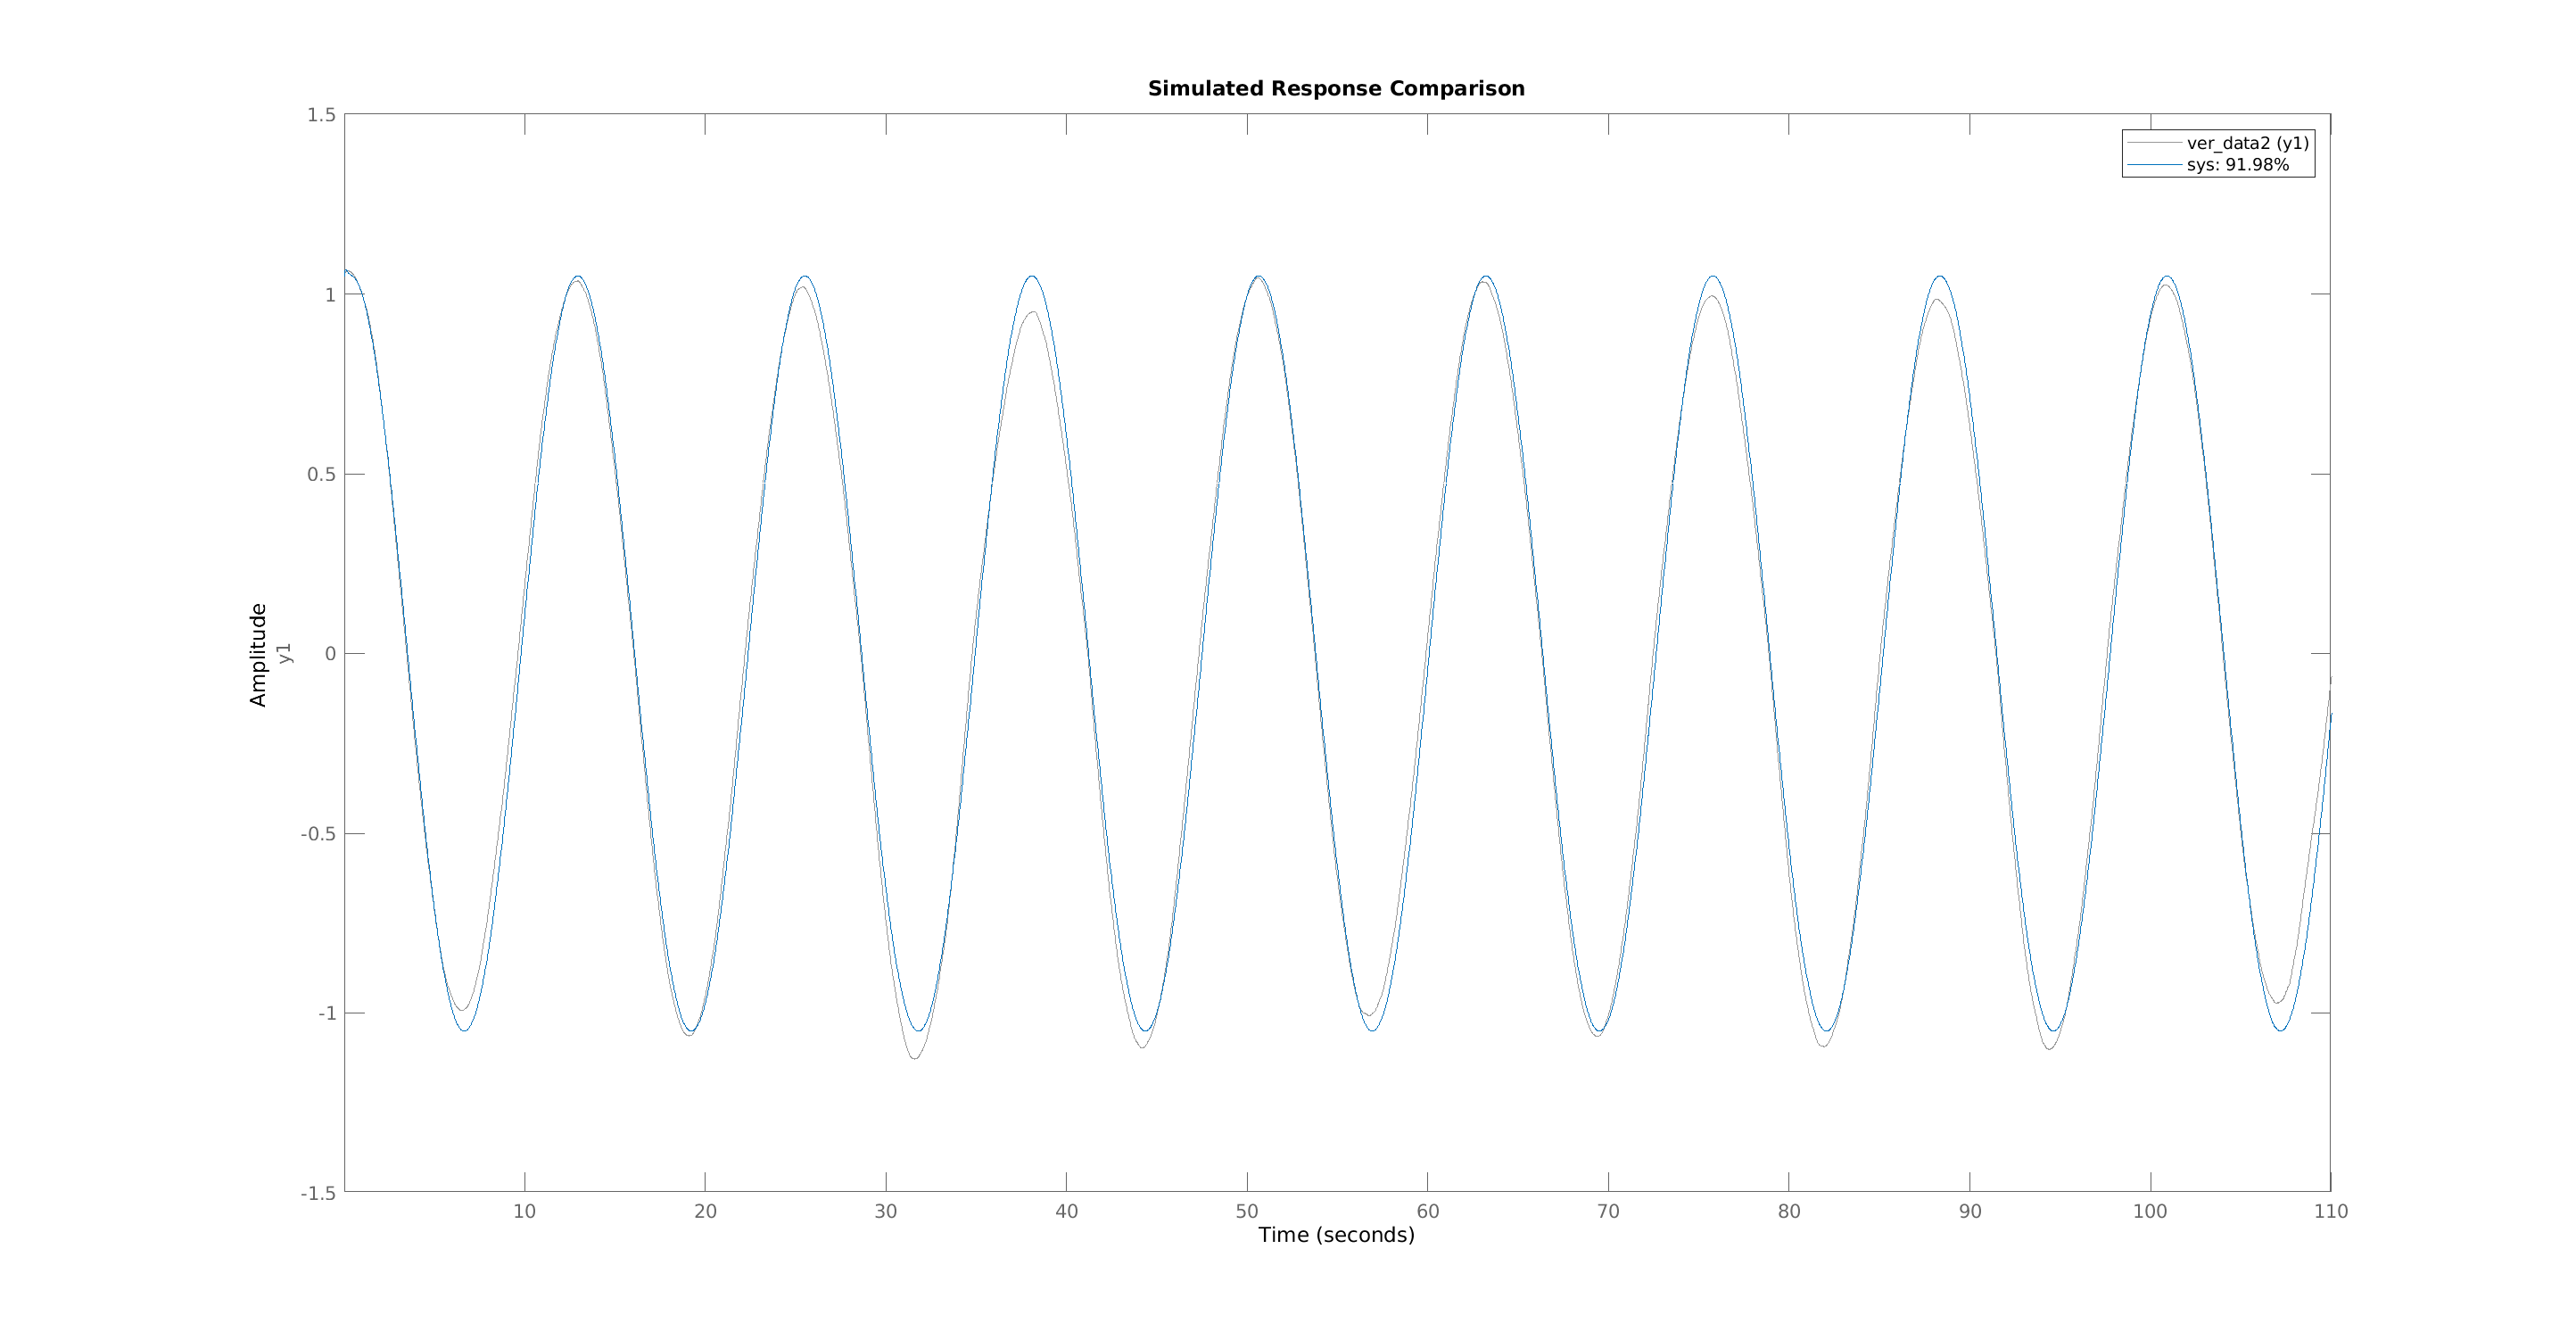 Simulated Response Comparison
ver_data2 (y1)
sys: 91.98%
1.5
1
0.5
0
-0.5
-1
-1.5
Amplitude
y1
10 20 30 40 50 60 70 80 90 100 110
Time (seconds)